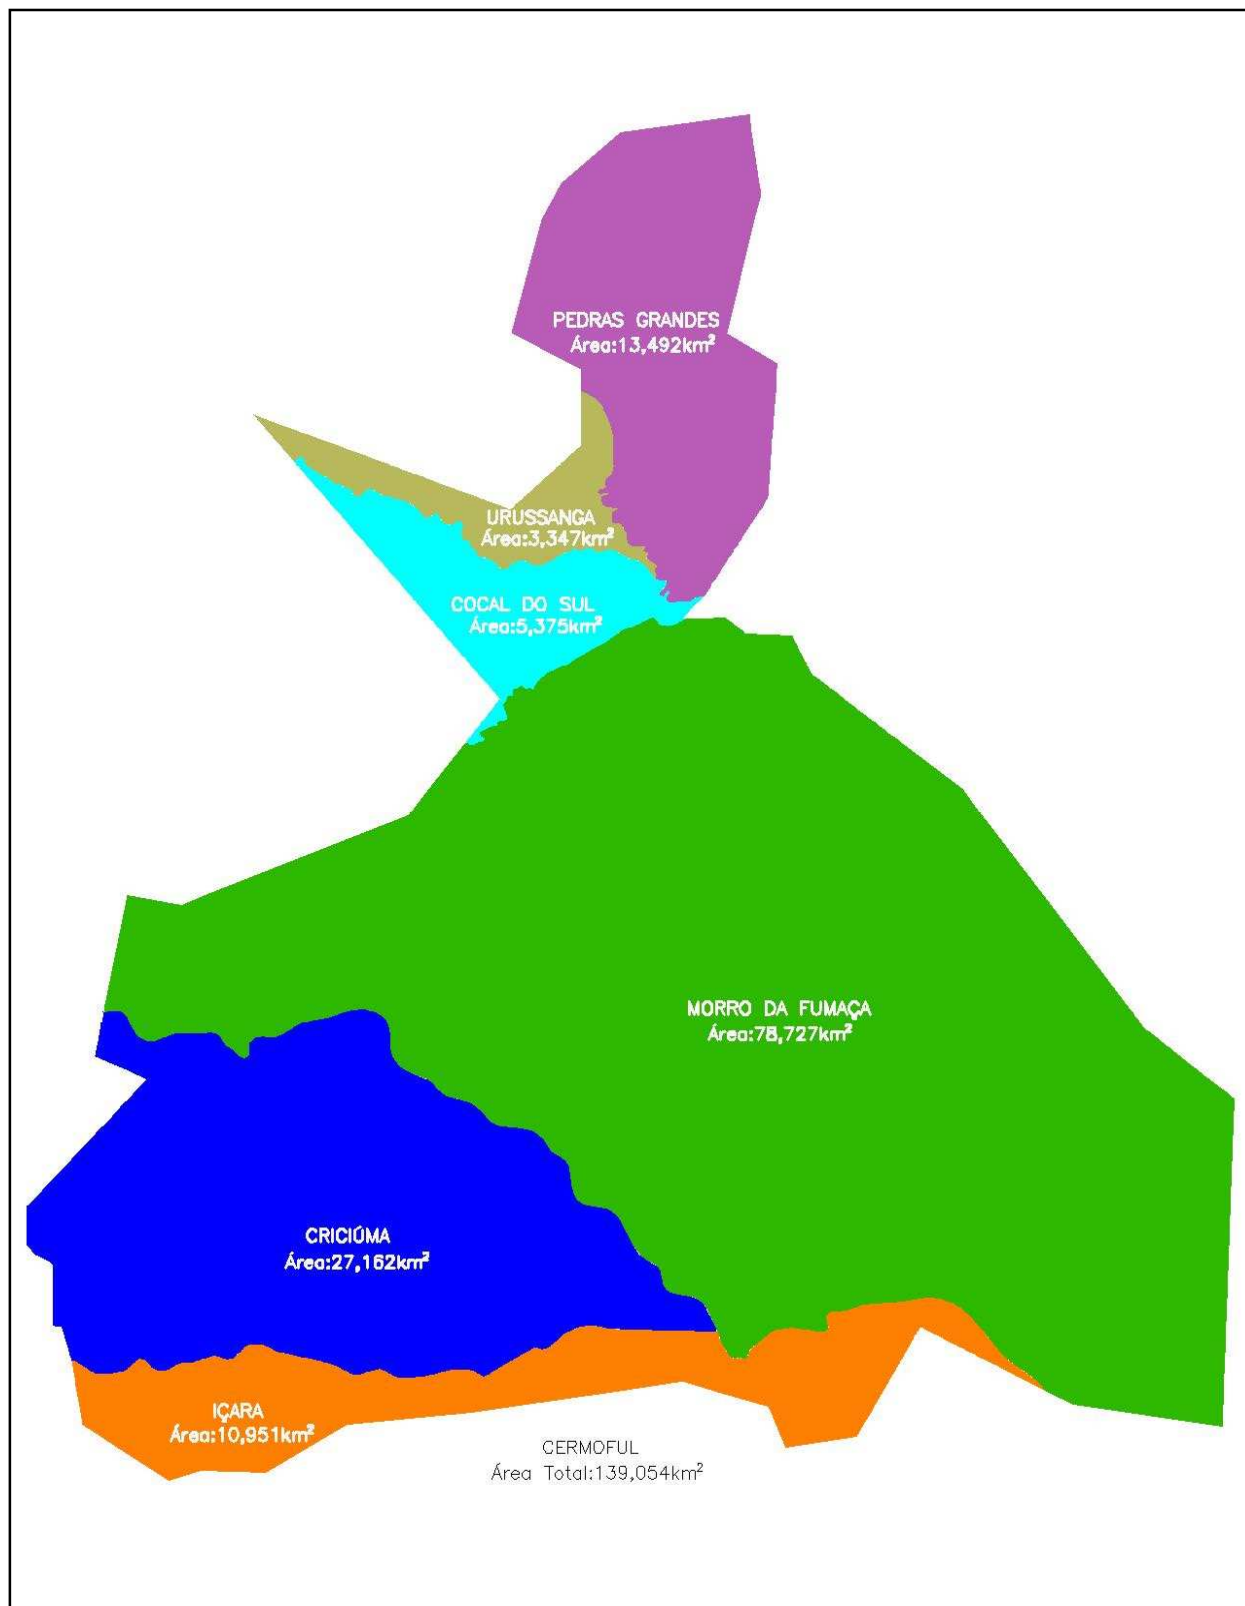 PEDRAS GRANDES
Área:13,492km²
URUSSANGA
Área:3,347km²
COCAL DO SUL
Área:5,375km²
MORRO DA FUMAÇA
Área:78,727km²
CRICIÚMA
Área:27,162km²
IÇARA
Área:10,951km²
CERMOFUL
Área Total:139,054km²